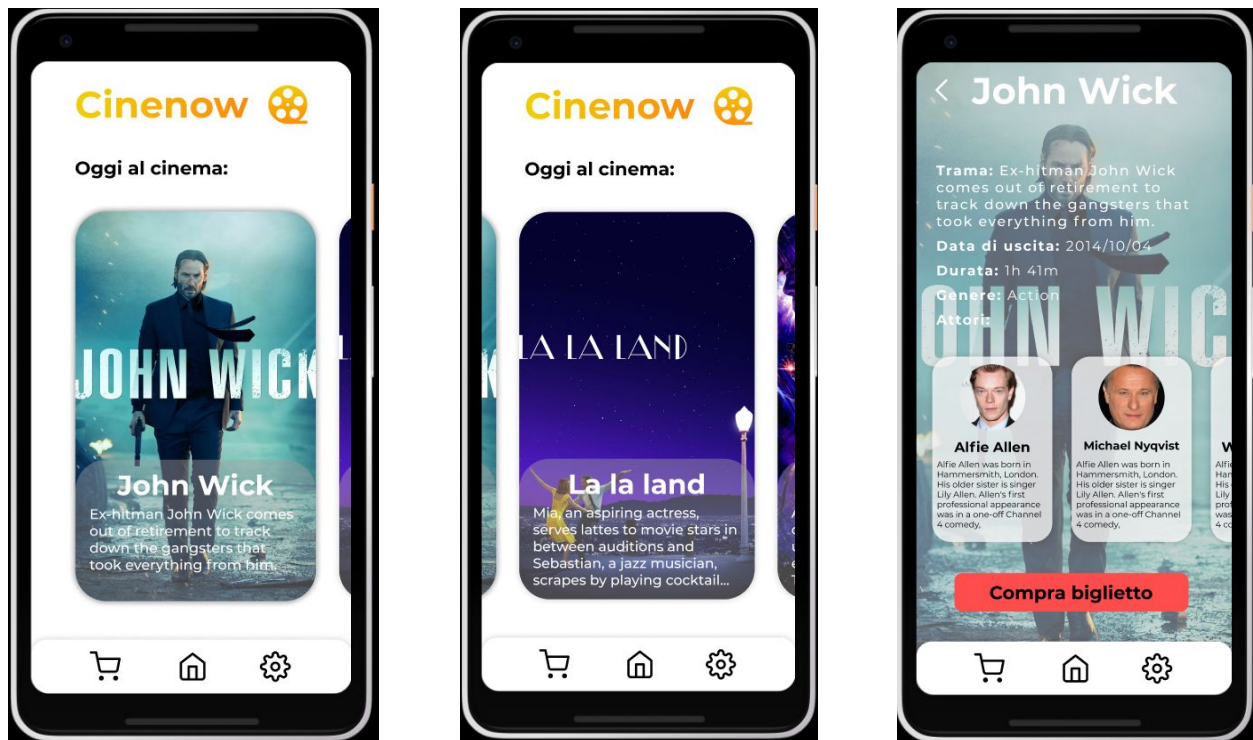 Cinenow
Oggi al cinema:
JOHN WICK
John Wick
Ex-hitman John Wick comes
out of retirement to track
down the gangsters that
took everything from him.
Cinenow
Oggi al cinema:
LA LA LAND
La la land
Mia, an aspiring actress,
serves lattes to movie stars in
between auditions and
Sebastian, a jazz musician,
scrapes by playing cocktail...
John Wick
Trama: Ex-hitman John Wick
comes out of retirement to
track down the gangsters that
took everything from him.
Data di uscita: 2014/10/04
Durata: 1h 41m
Genere: Action
Attori:
Alfie Allen
Alfie Allen was born in
Hammersmith, London.
His older sister is singer
Lily Allen. Allen's first
professional appearance
was in a one-off Channel
4 comedy,
Michael Nyqvist
Alfie Allen was born in
Hammersmith, London.
His older sister is singer
Lily Allen. Allen's first
professional appearance
was in a one-off Channel
4 comedy,
Compra biglietto